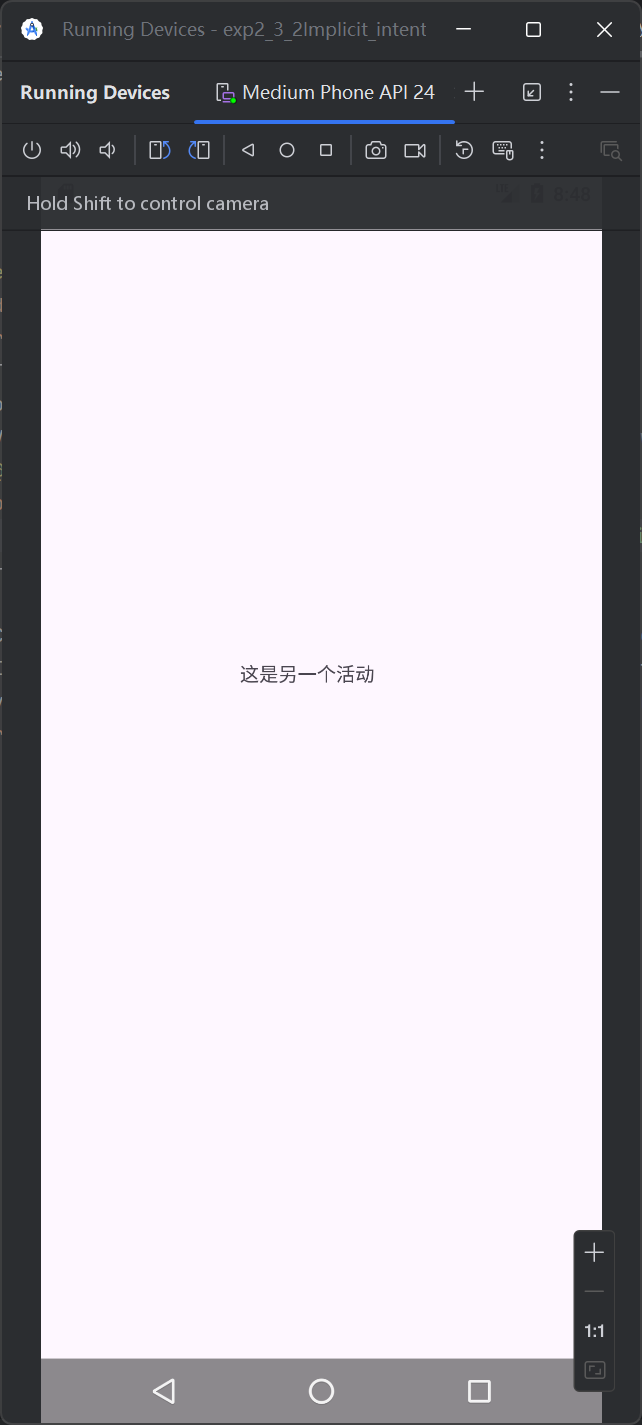 Running Devices - exp2_3_2Implicit_intent
Running Devices
Medium Phone API 24
Hold Shift to control camera
8:48
这是另一个活动
1:1